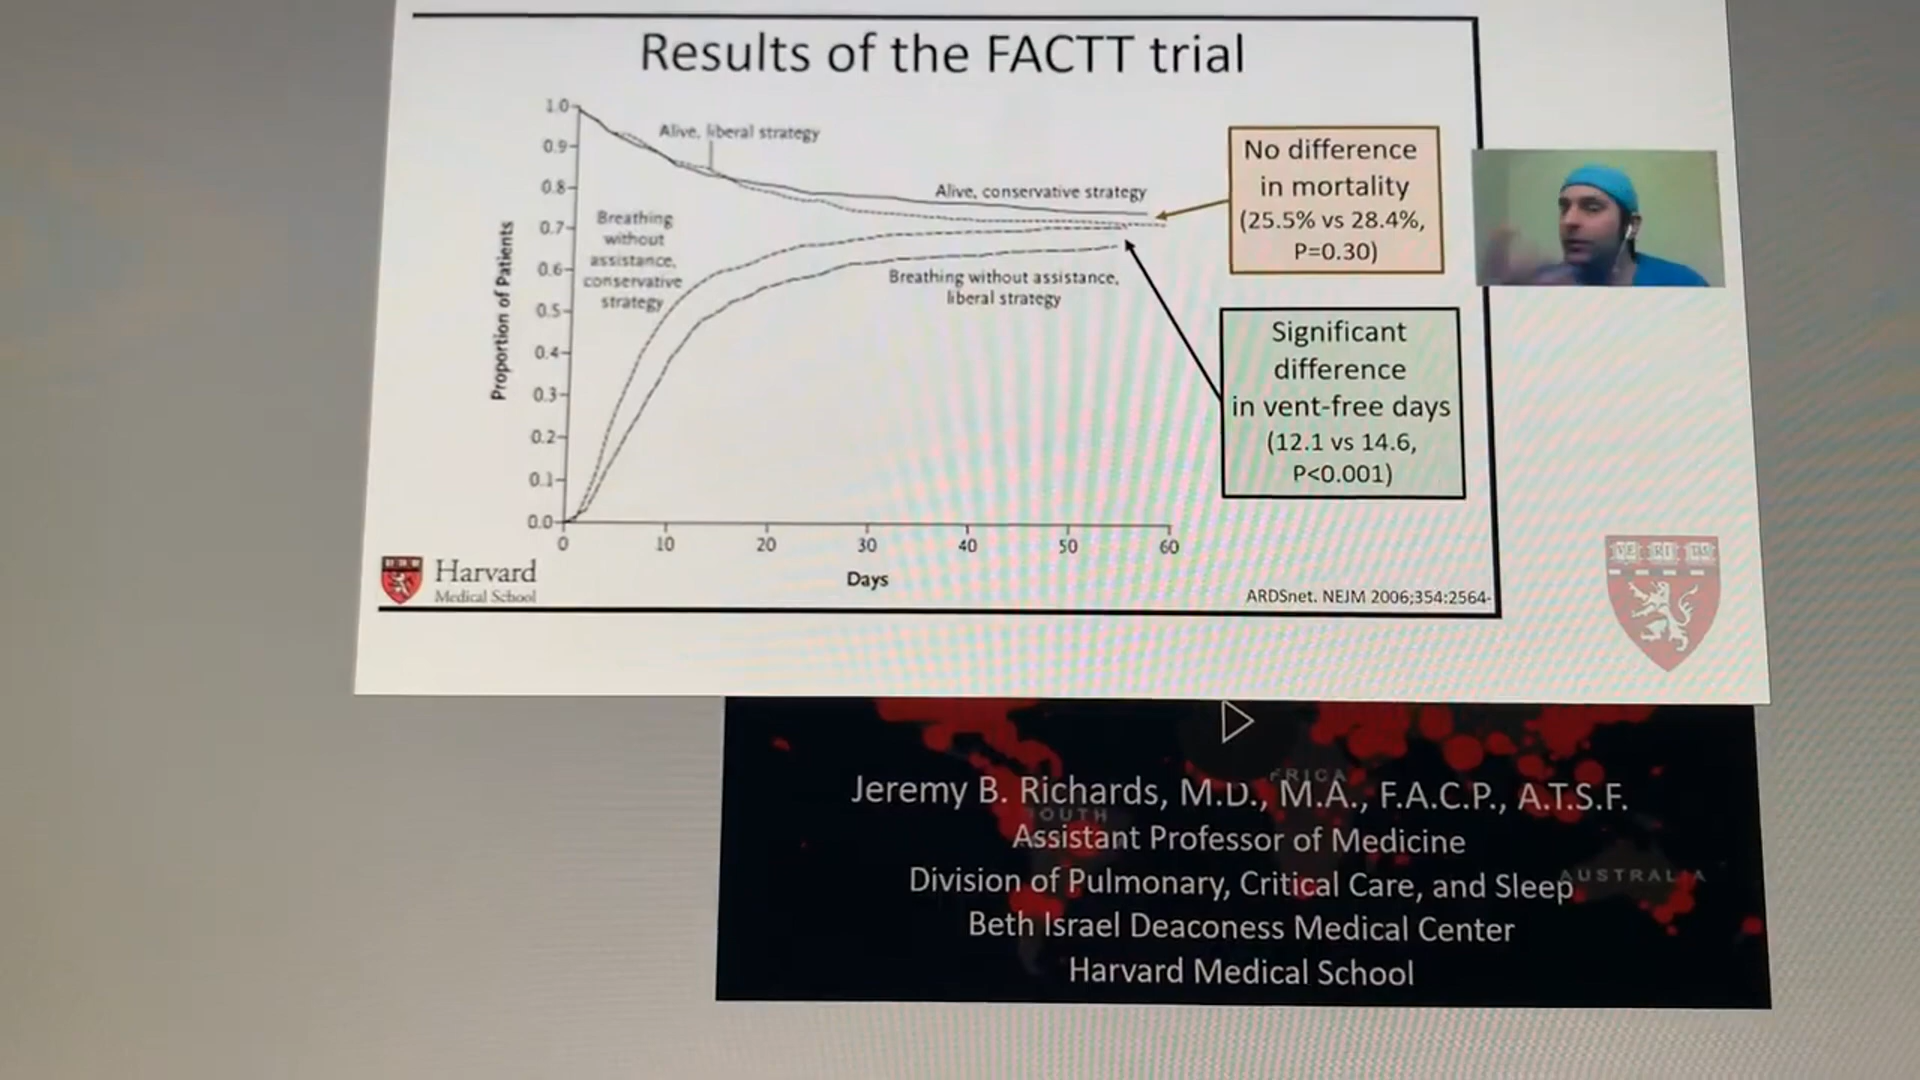 Results of the FACTT trial
1.0
0.9
0.8
0.7
0.6
0.5
0.4
0.3
0.2
0.1
0.0
Proportion of Patients
Alive, liberal strategy
Alive, conservative strategy
Breathing
without
assistance,
conservative
strategy
Breathing without assistance,
liberal strategy
0
10
20
30
40
50
60
Days
No difference
in mortality
(25.5% vs 28.4%,
P=0.30)
Significant
difference
in vent-free days
(12.1 vs 14.6,
P<0.001)
Harvard
Medical School
ARDSnet. NEJM 2006;354:2564-
VE RI TAS
Jeremy B. Richards, M.D., M.A., F.A.C.P., A.T.S.F.
Assistant Professor of Medicine
Division of Pulmonary, Critical Care, and Sleep
Beth Israel Deaconess Medical Center
Harvard Medical School
AUSTRALIA